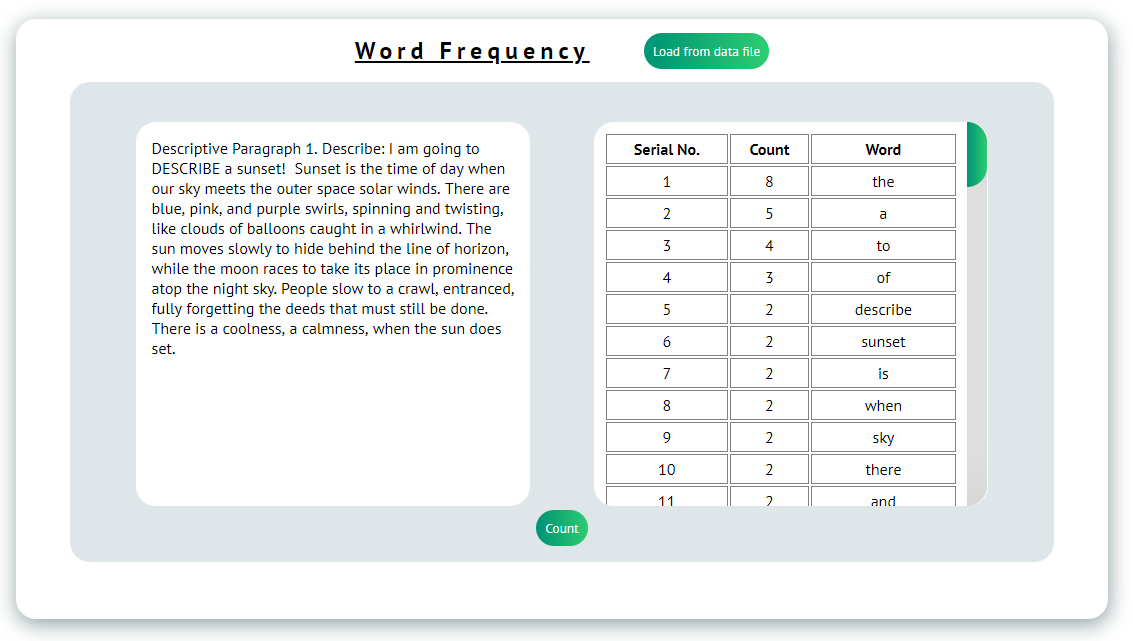 Word Frequency
Load from data file
Descriptive Paragraph 1. Describe: I am going to
DESCRIBE a sunset!  Sunset is the time of day when
our sky meets the outer space solar winds. There are
blue, pink, and purple swirls, spinning and twisting,
like clouds of balloons caught in a whirlwind. The
sun moves slowly to hide behind the line of horizon,
while the moon races to take its place in prominence
atop the night sky. People slow to a crawl, entranced,
fully forgetting the deeds that must still be done.
There is a coolness, a calmness, when the sun does
set.
Serial No. Count Word
1 8 the
2 5 a
3 4 to
4 3 of
5 2 describe
6 2 sunset
7 2 is
8 2 when
9 2 sky
10 2 there
11 2 and
Count